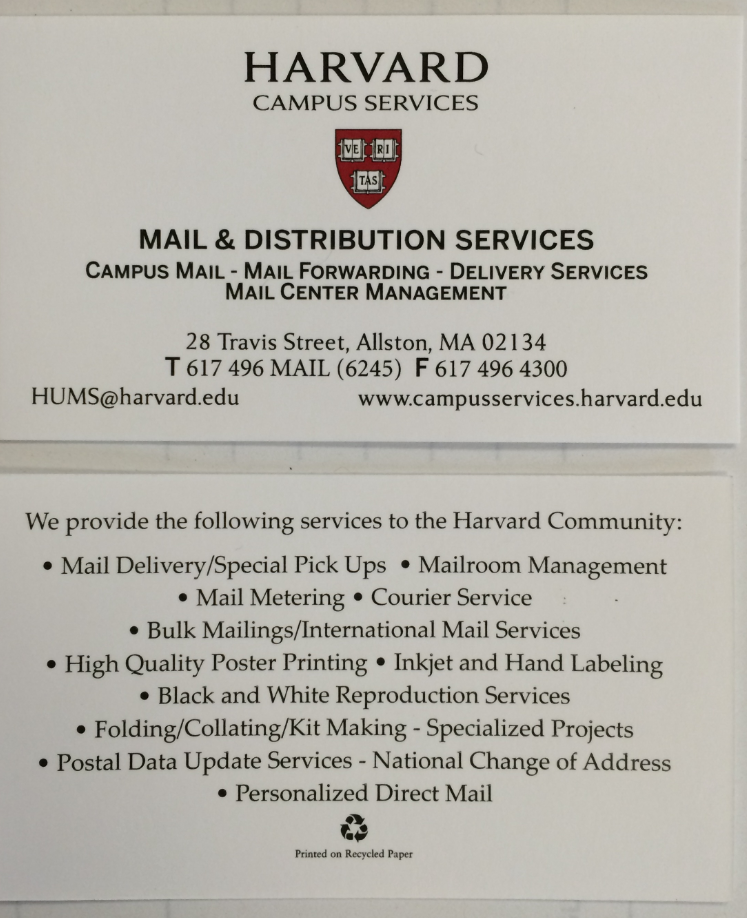 HARVARD
CAMPUS SERVICES
VE RI
TAS
MAIL & DISTRIBUTION SERVICES
CAMPUS MAIL - MAIL FORWARDING - DELIVERY SERVICES
MAIL CENTER MANAGEMENT
28 Travis Street, Allston, MA 02134
T 617 496 MAIL (6245) F 617 496 4300
HUMS@harvard.edu www.campusservices.harvard.edu
We provide the following services to the Harvard Community:
• Mail Delivery/Special Pick Ups • Mailroom Management
• Mail Metering • Courier Service
• Bulk Mailings/International Mail Services
• High Quality Poster Printing • Inkjet and Hand Labeling
• Black and White Reproduction Services
• Folding/Collating/Kit Making - Specialized Projects
• Postal Data Update Services - National Change of Address
• Personalized Direct Mail
Printed on Recycled Paper